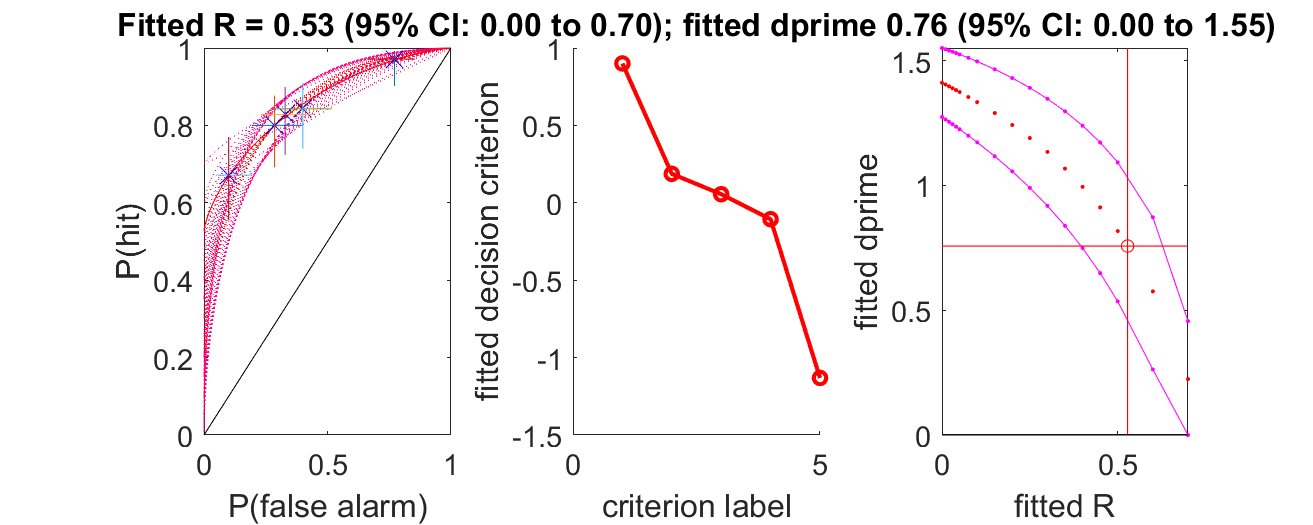 Fitted R = 0.53 (95% CI: 0.00 to 0.70); fitted dprime 0.76 (95% CI: 0.00 to 1.55)
P(hit)
1
0.8
0.6
0.4
0.2
0
0 0.5 1
P(false alarm)
fitted decision criterion
1
0.5
0
-0.5
-1
-1.5
0 5
criterion label
fitted dprime
1.5
1
0.5
0
0 0.5
fitted R